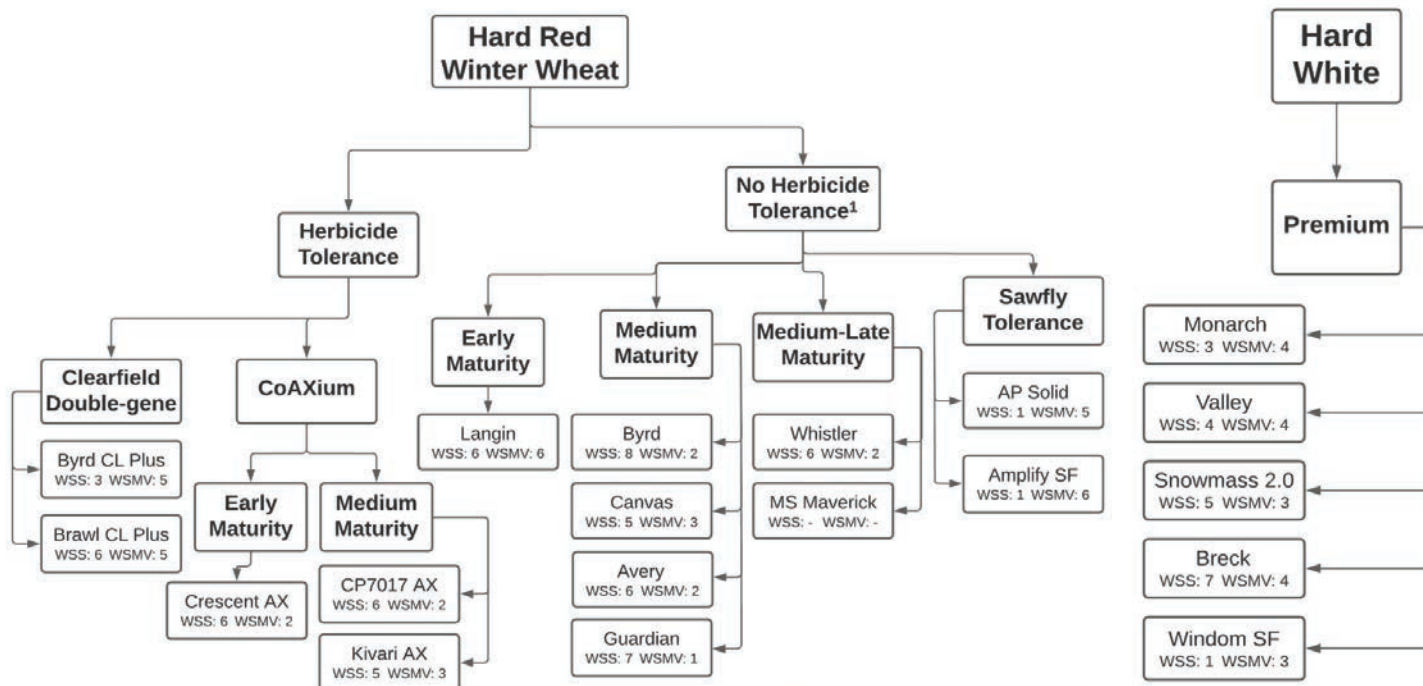 Hard Red
Winter Wheat
Hard
White
No Herbicide
Tolerance¹
Premium
Herbicide
Tolerance
Sawfly
Tolerance
Early
Maturity
Medium
Maturity
Medium-Late
Maturity
Clearfield
Double-gene
CoAXium
Byrd CL Plus
WSS: 3 WSMV: 5
Brawl CL Plus
WSS: 6 WSMV: 5
Early
Maturity
Medium
Maturity
Crescent AX
WSS: 6 WSMV: 2
CP7017 AX
WSS: 6 WSMV: 2
Kivari AX
WSS: 5 WSMV: 3
Langin
WSS: 6 WSMV: 6
Byrd
WSS: 8 WSMV: 2
Canvas
WSS: 5 WSMV: 3
Avery
WSS: 6 WSMV: 2
Guardian
WSS: 7 WSMV: 1
Whistler
WSS: 6 WSMV: 2
MS Maverick
WSS: - WSMV: -
AP Solid
WSS: 1 WSMV: 5
Amplify SF
WSS: 1 WSMV: 6
Monarch
WSS: 3 WSMV: 4
Valley
WSS: 4 WSMV: 4
Snowmass 2.0
WSS: 5 WSMV: 3
Breck
WSS: 7 WSMV: 4
Windom SF
WSS: 1 WSMV: 3